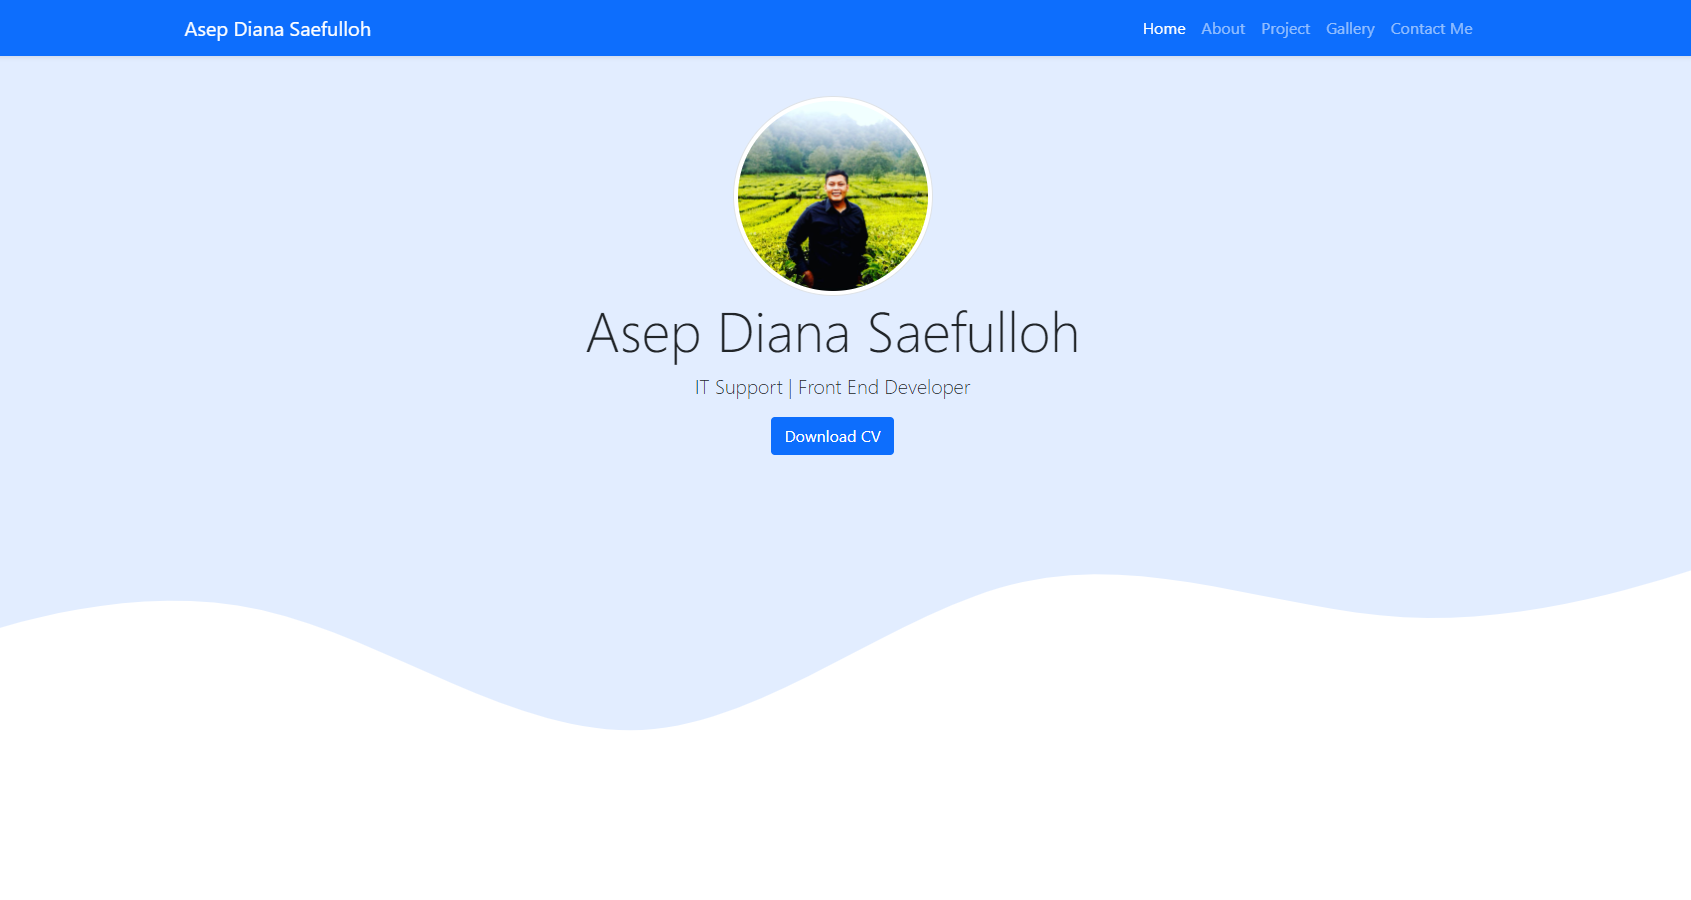 Asep Diana Saefulloh
Home About Project Gallery Contact Me
Asep Diana Saefulloh
IT Support | Front End Developer
Download CV